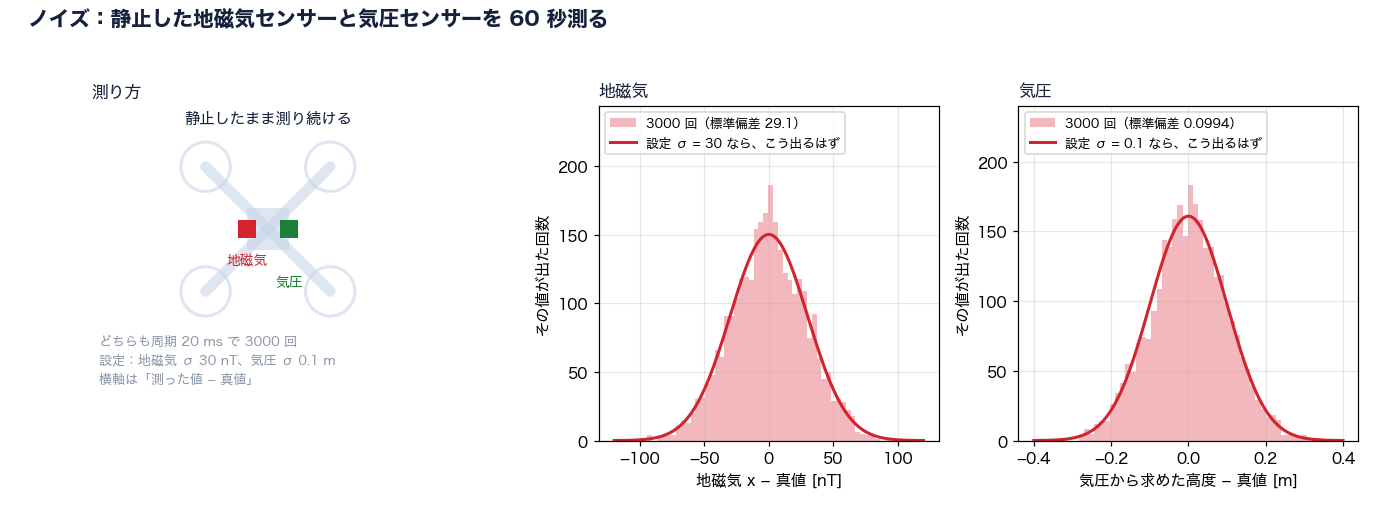 ノイズ：静止した地磁気センサーと気圧センサーを 60 秒測る
測り方
静止したまま測り続ける
地磁気
気圧
どちらも周期 20 ms で 3000 回
設定：地磁気 σ 30 nT、気圧 σ 0.1 m
横軸は「測った値 − 真値」
地磁気
3000 回（標準偏差 29.1）
設定 σ = 30 なら、こう出るはず
その値が出た回数
200
150
100
50
0
−100 −50 0 50 100
地磁気 x − 真値 [nT]
気圧
3000 回（標準偏差 0.0994）
設定 σ = 0.1 なら、こう出るはず
その値が出た回数
200
150
100
50
0
−0.4 −0.2 0.0 0.2 0.4
気圧から求めた高度 − 真値 [m]